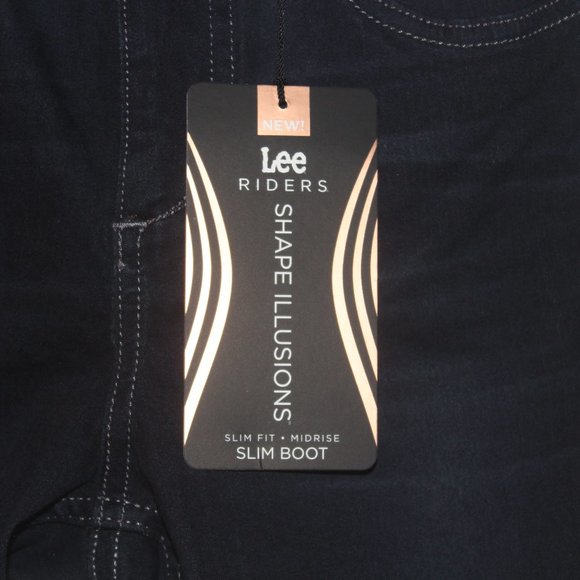 NEW!
Lee
RIDERS
SHAPE ILLUSIONS
SLIM FIT • MIDRISE
SLIM BOOT